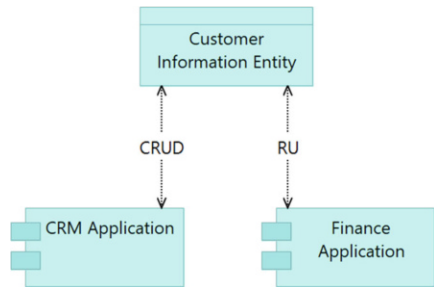 Customer
Information Entity
CRUD
RU
CRM Application
Finance
Application